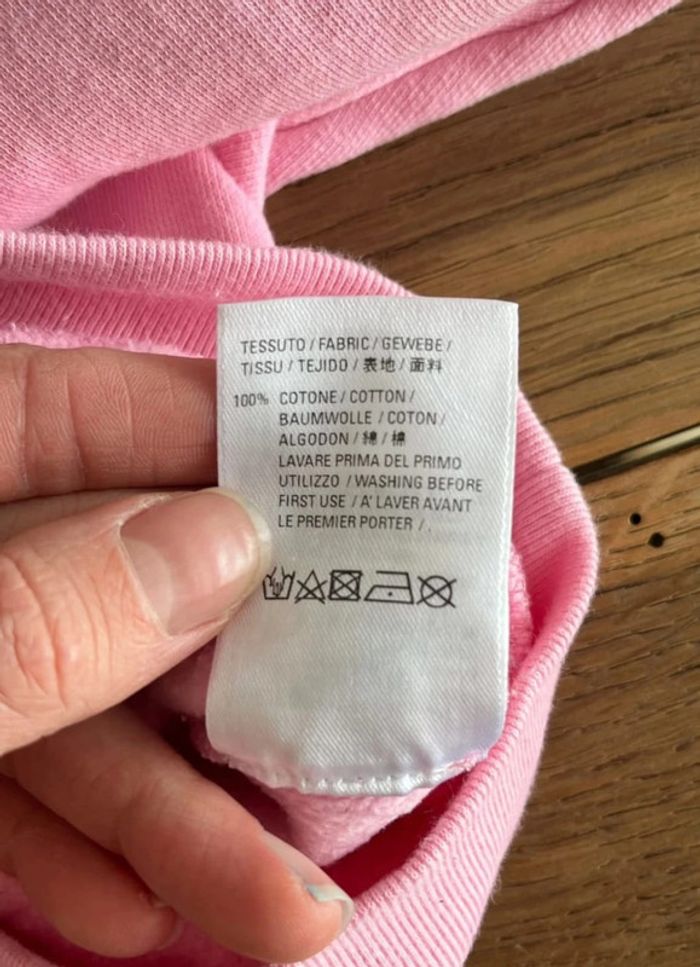 TESSUTO / FABRIC / GEWEBE /
TISSU / TEJIDO / 表地 / 面料
100% COTONE / COTTON /
BAUMWOLLE / COTON /
ALGODON / 綿 / 棉
LAVARE PRIMA DEL PRIMO
UTILIZZO / WASHING BEFORE
FIRST USE / A' LAVER AVANT
LE PREMIER PORTER / .